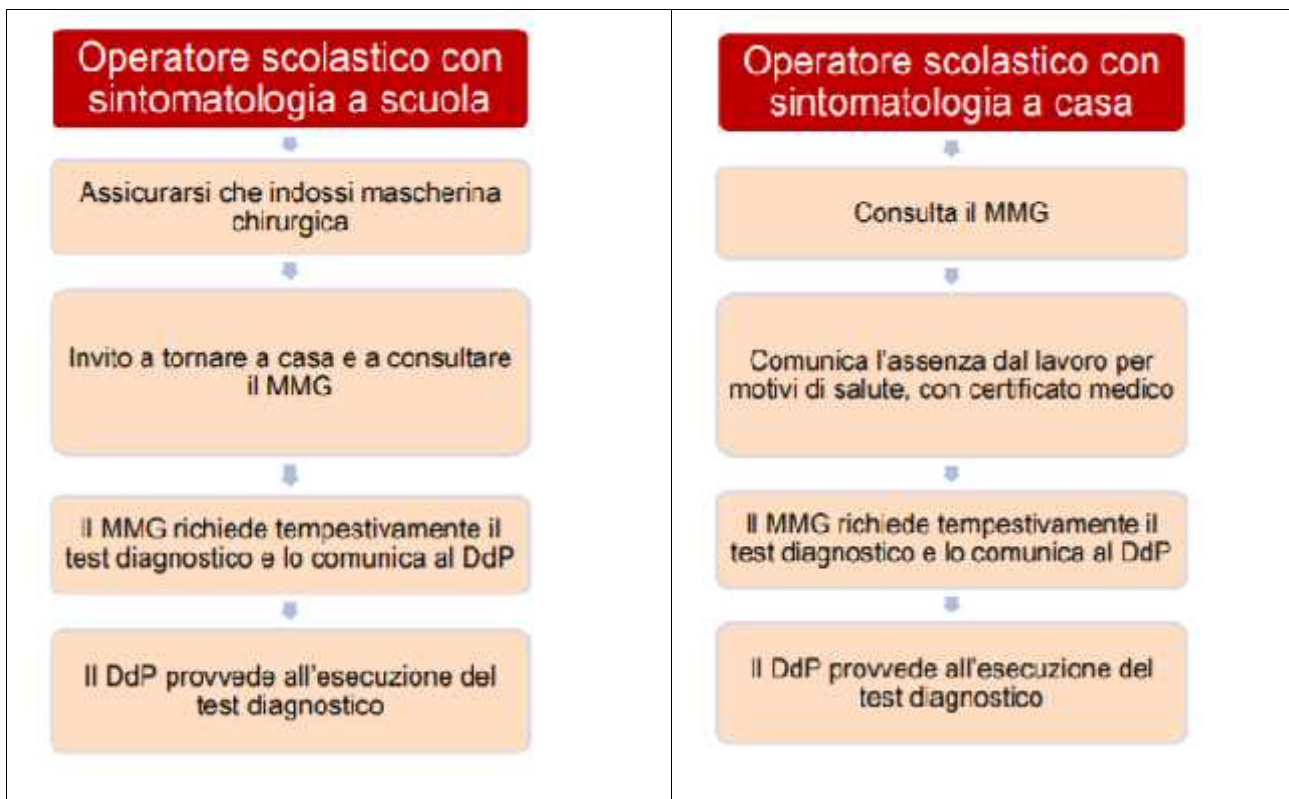 Operatore scolastico con
sintomatologia a scuola
Assicurarsi che indossi mascherina
chirurgica
Invito a tornare a casa e a consultare
il MMG
Il MMG richiede tempestivamente il
test diagnostico e lo comunica al DdP
Il DdP provvede all'esecuzione del
test diagnostico
Operatore scolastico con
sintomatologia a casa
Consulta il MMG
Comunica l'assenza dal lavoro per
motivi di salute, con certificato medico
Il MMG richiede tempestivamente il
test diagnostico e lo comunica al DdP
Il DdP provvede all'esecuzione del
test diagnostico